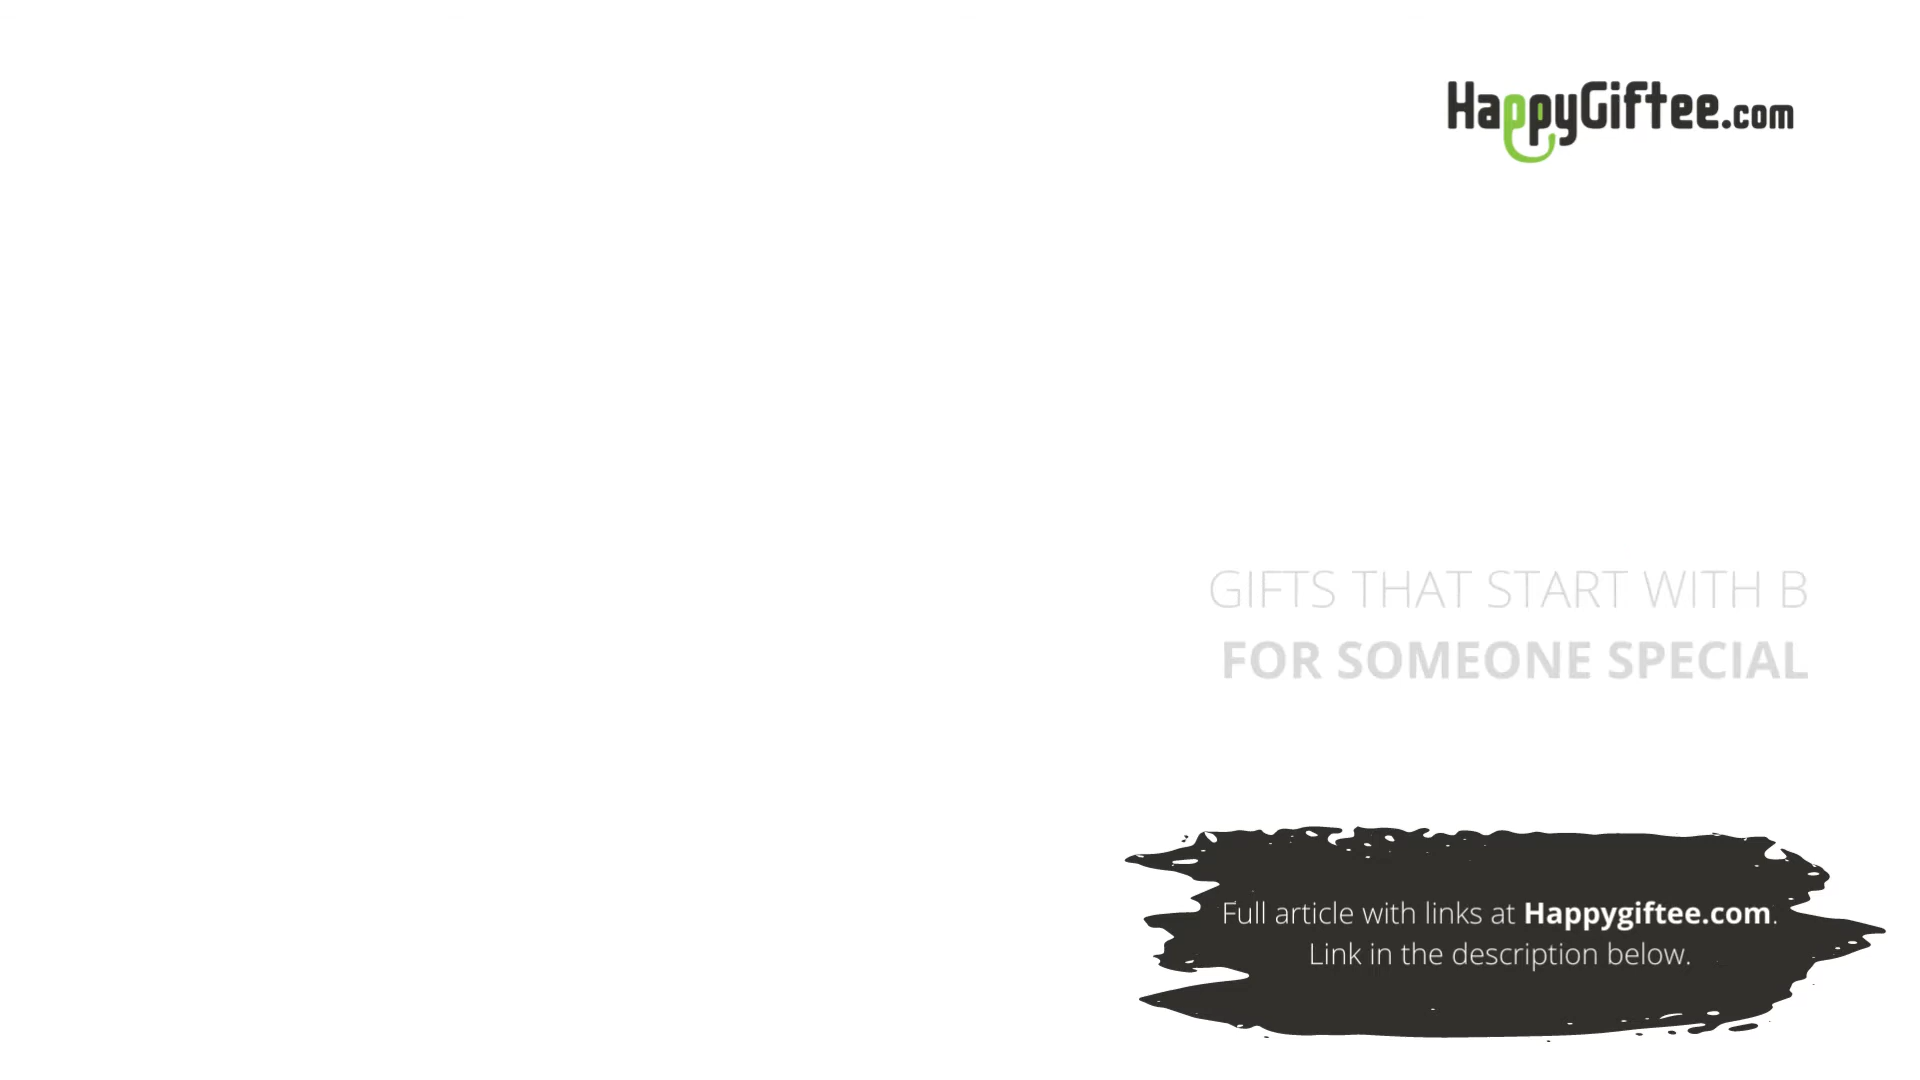 HappyGiftee.com
GIFTS THAT START WITH B
FOR SOMEONE SPECIAL
Full article with links at Happygiftee.com.
Link in the description below.